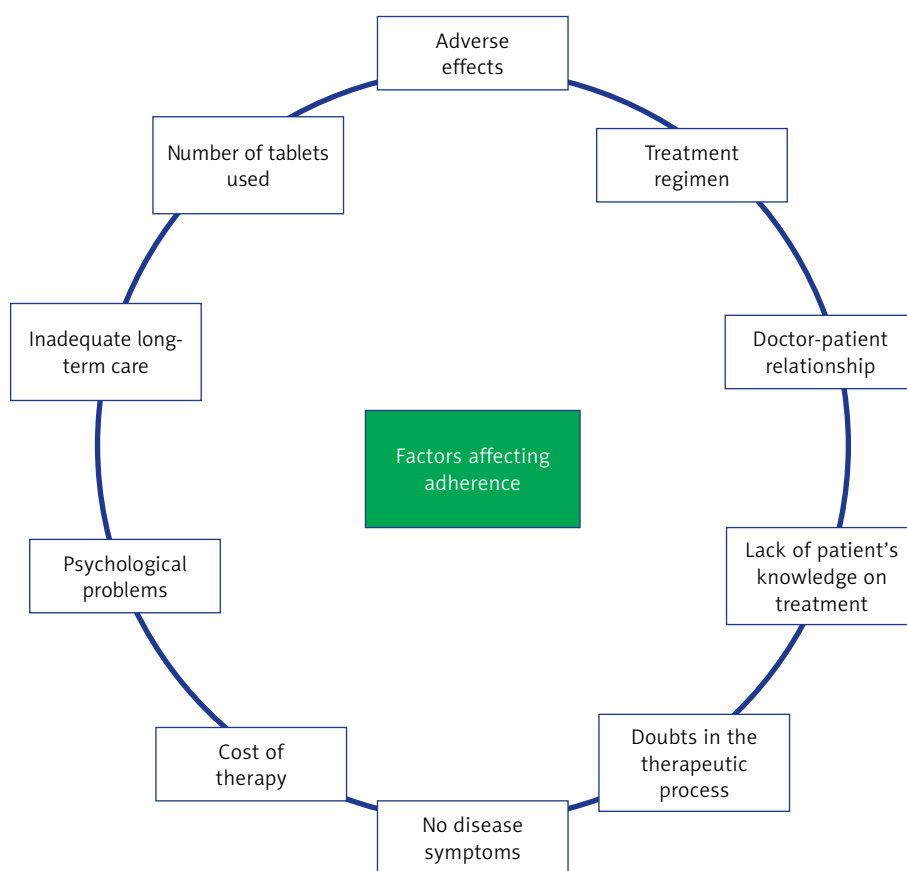 Adverse
effects
Treatment
regimen
Doctor-patient
relationship
Lack of patient’s
knowledge on
treatment
Doubts in the
therapeutic
process
No disease
symptoms
Cost of
therapy
Psychological
problems
Inadequate long-
term care
Number of tablets
used
Factors affecting
adherence